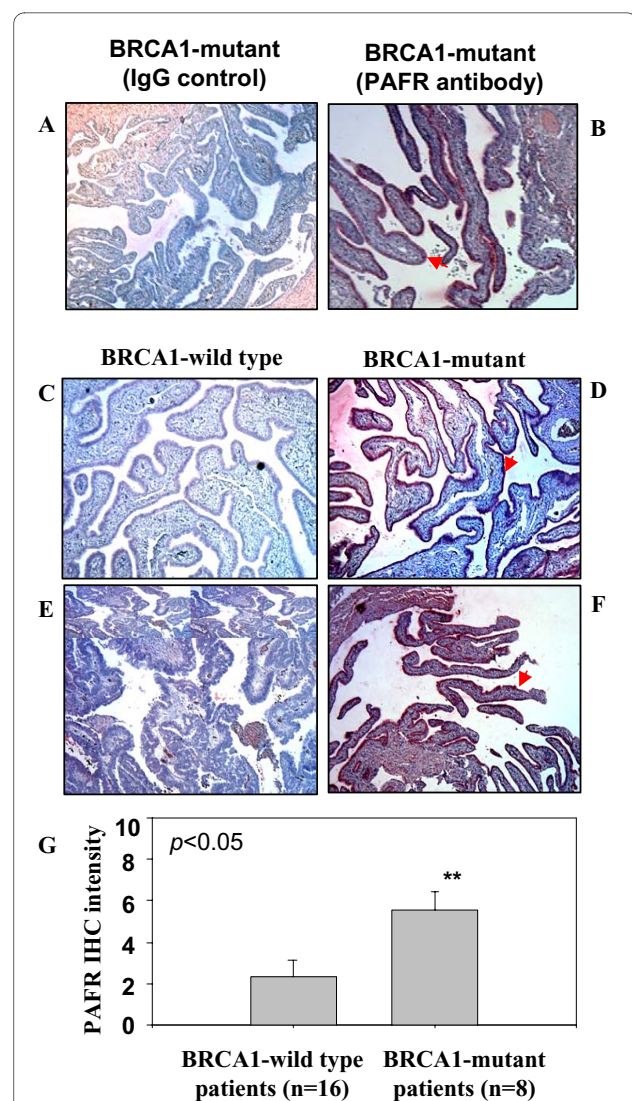 BRCA1-mutant
(IgG control)
BRCA1-mutant
(PAFR antibody)
A
B
BRCA1-wild type
BRCA1-mutant
C
D
E
F
G
PAFR IHC intensity
10
8
6
4
2
0
p<0.05
**
BRCA1-wild type
patients (n=16)
BRCA1-mutant
patients (n=8)